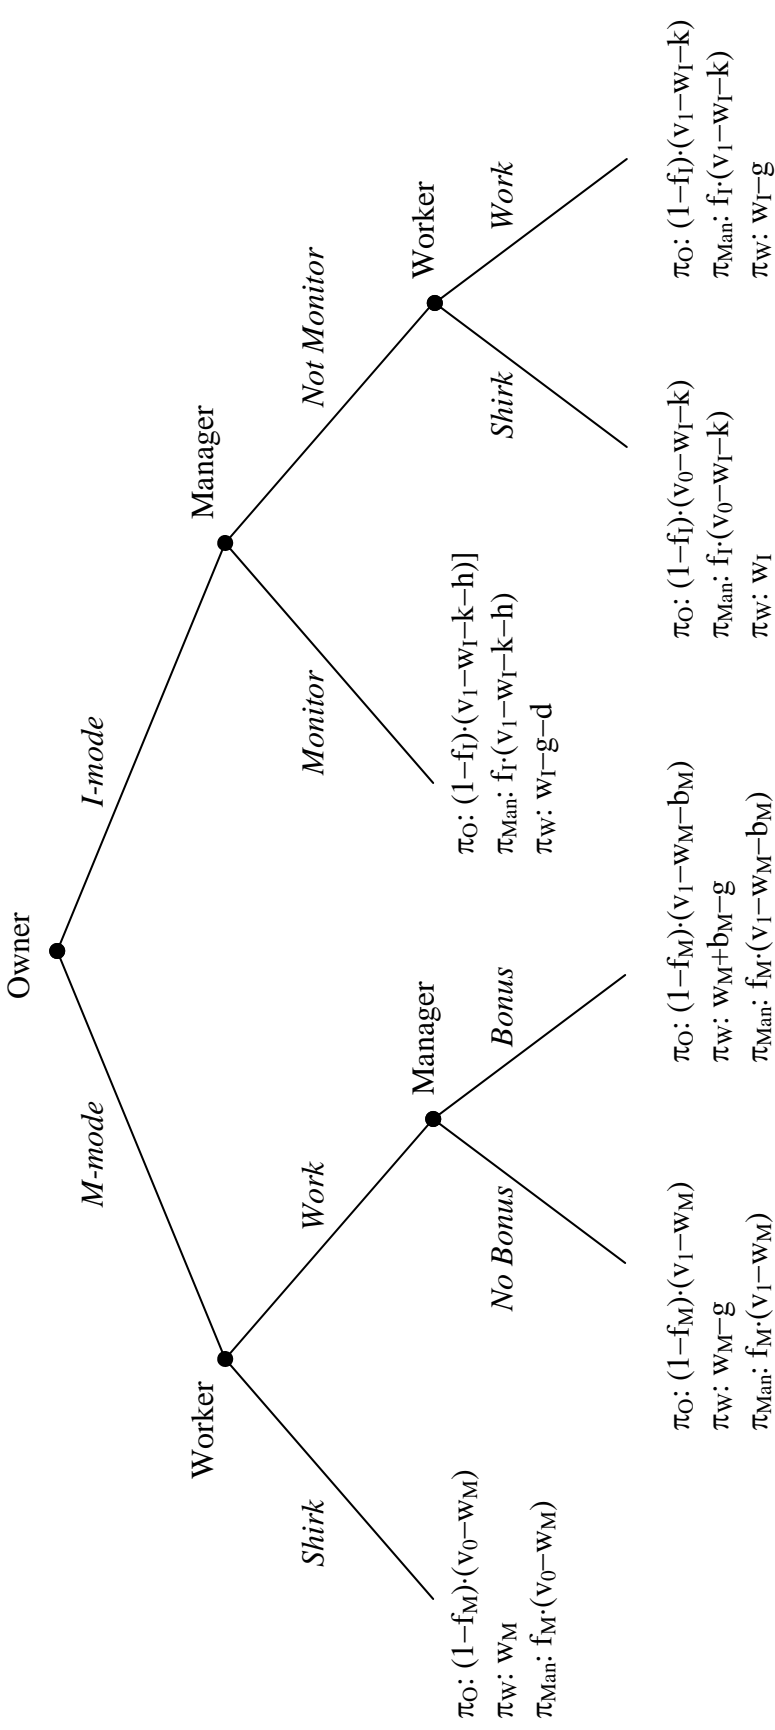 Owner
M-mode
I-mode
Worker
Manager
Shirk
Work
Monitor
Not Monitor
Manager
Worker
π_O: (1–f_M)·(v_0–w_M)
π_W: w_M
π_Man: f_M·(v_0–w_M)
No Bonus
Bonus
π_O: (1–f_I)·(v_1–w_I–k–h)]
π_Man: f_I·(v_1–w_I–k–h)
π_W: w_I–g–d
Shirk
Work
π_O: (1–f_M)·(v_1–w_M)
π_W: w_M–g
π_Man: f_M·(v_1–w_M)
π_O: (1–f_M)·(v_1–w_M–b_M)
π_W: w_M+b_M–g
π_Man: f_M·(v_1–w_M–b_M)
π_O: (1–f_I)·(v_0–w_I–k)
π_Man: f_I·(v_0–w_I–k)
π_W: w_I
π_O: (1–f_I)·(v_1–w_I–k)
π_Man: f_I·(v_1–w_I–k)
π_W: w_I–g